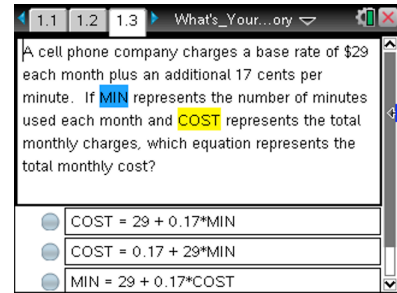 1.1 1.2 1.3 What's_Your...ory
A cell phone company charges a base rate of $29
each month plus an additional 17 cents per
minute. If MIN represents the number of minutes
used each month and COST represents the total
monthly charges, which equation represents the
total monthly cost?
COST = 29 + 0.17*MIN
COST = 0.17 + 29*MIN
MIN = 29 + 0.17*COST